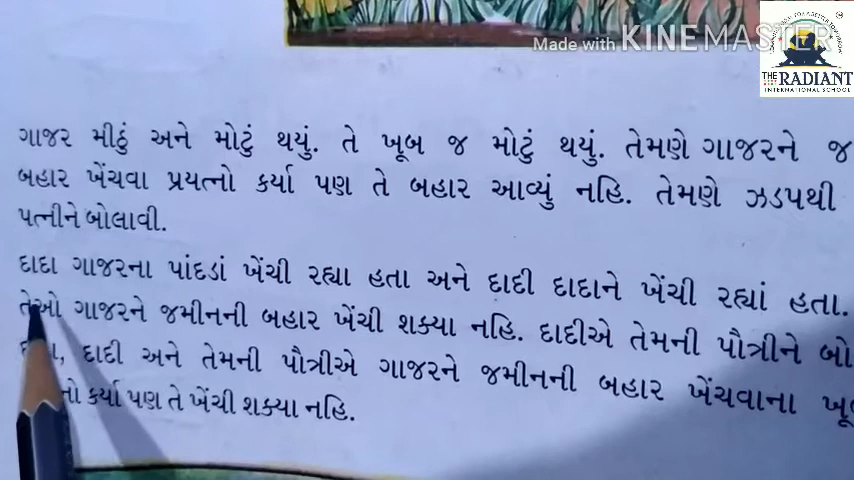 Made with KINEMASTER
THE RADIANT
INTERNATIONAL SCHOOL
ગાજર મીઠું અને મોટું થયું. તે ખૂબ જ મોટું થયું. તેમણે ગાજરને જ
બહાર ખેંચવા પ્રયત્નો કર્યા પણ તે બહાર આવ્યું નહિ. તેમણે ઝડપથી
પત્નીને બોલાવી.
દાદા ગાજરના પાંદડાં ખેંચી રહ્યા હતા અને દાદી દાદાને ખેંચી રહ્યાં હતા.
તેઓ ગાજરને જમીનની બહાર ખેંચી શક્યા નહિ. દાદીએ તેમની પૌત્રીને બો
દાદી અને તેમની પૌત્રીએ ગાજરને જમીનની બહાર ખેંચવાના ખૂ
કર્યા પણ તે ખેંચી શક્યા નહિ.